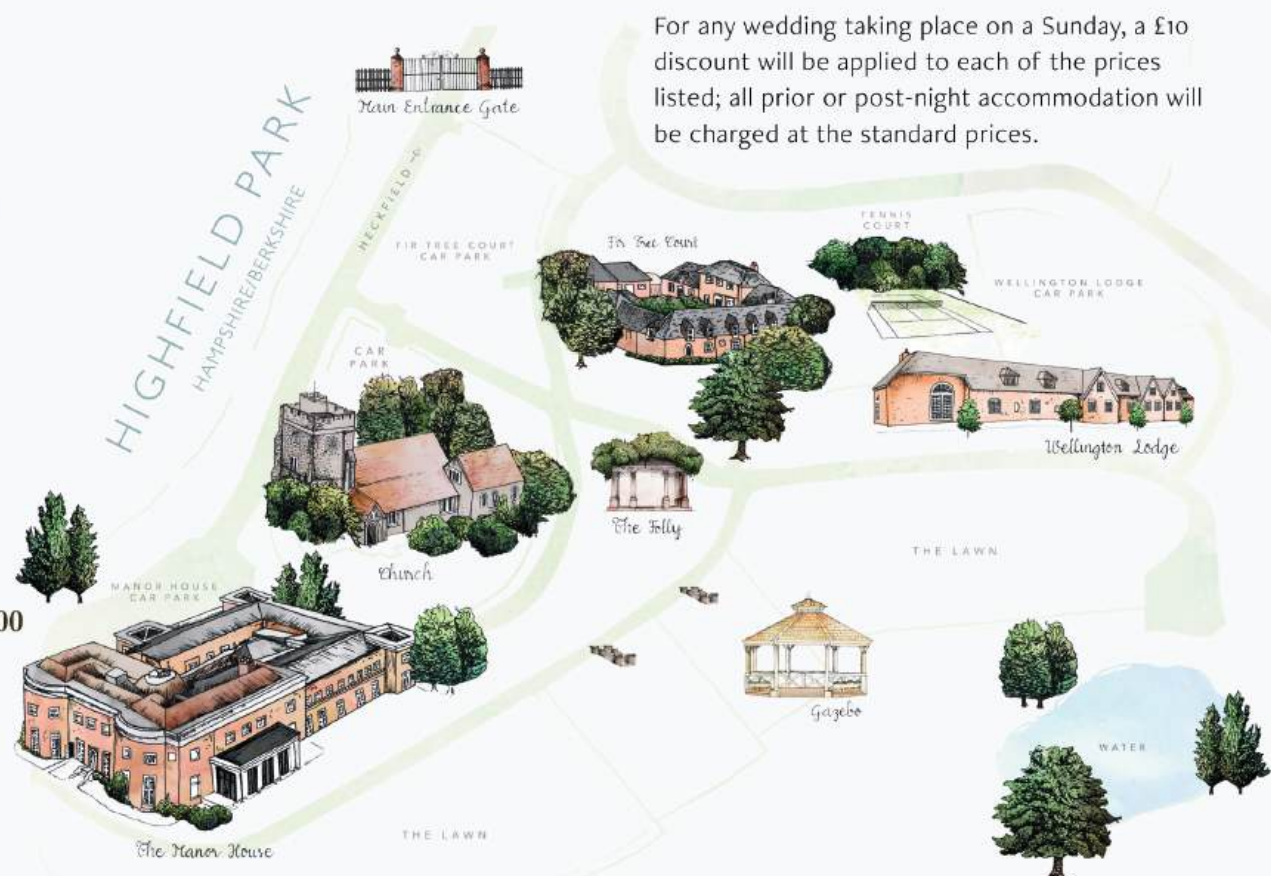 For any wedding taking place on a Sunday, a £10
discount will be applied to each of the prices
listed; all prior or post-night accommodation will
be charged at the standard prices.
Main Entrance Gate
HIGHFIELD PARK
HAMPSHIRE/BERKSHIRE
HECKFIELD
FIR TREE COURT
CAR PARK
Fir Tree Court
TENNIS
COURT
WELLINGTON LODGE
CAR PARK
CAR
PARK
Wellington Lodge
The Folly
THE LAWN
Church
MANOR HOUSE
CAR PARK
00
Gazebo
WATER
THE LAWN
The Manor House